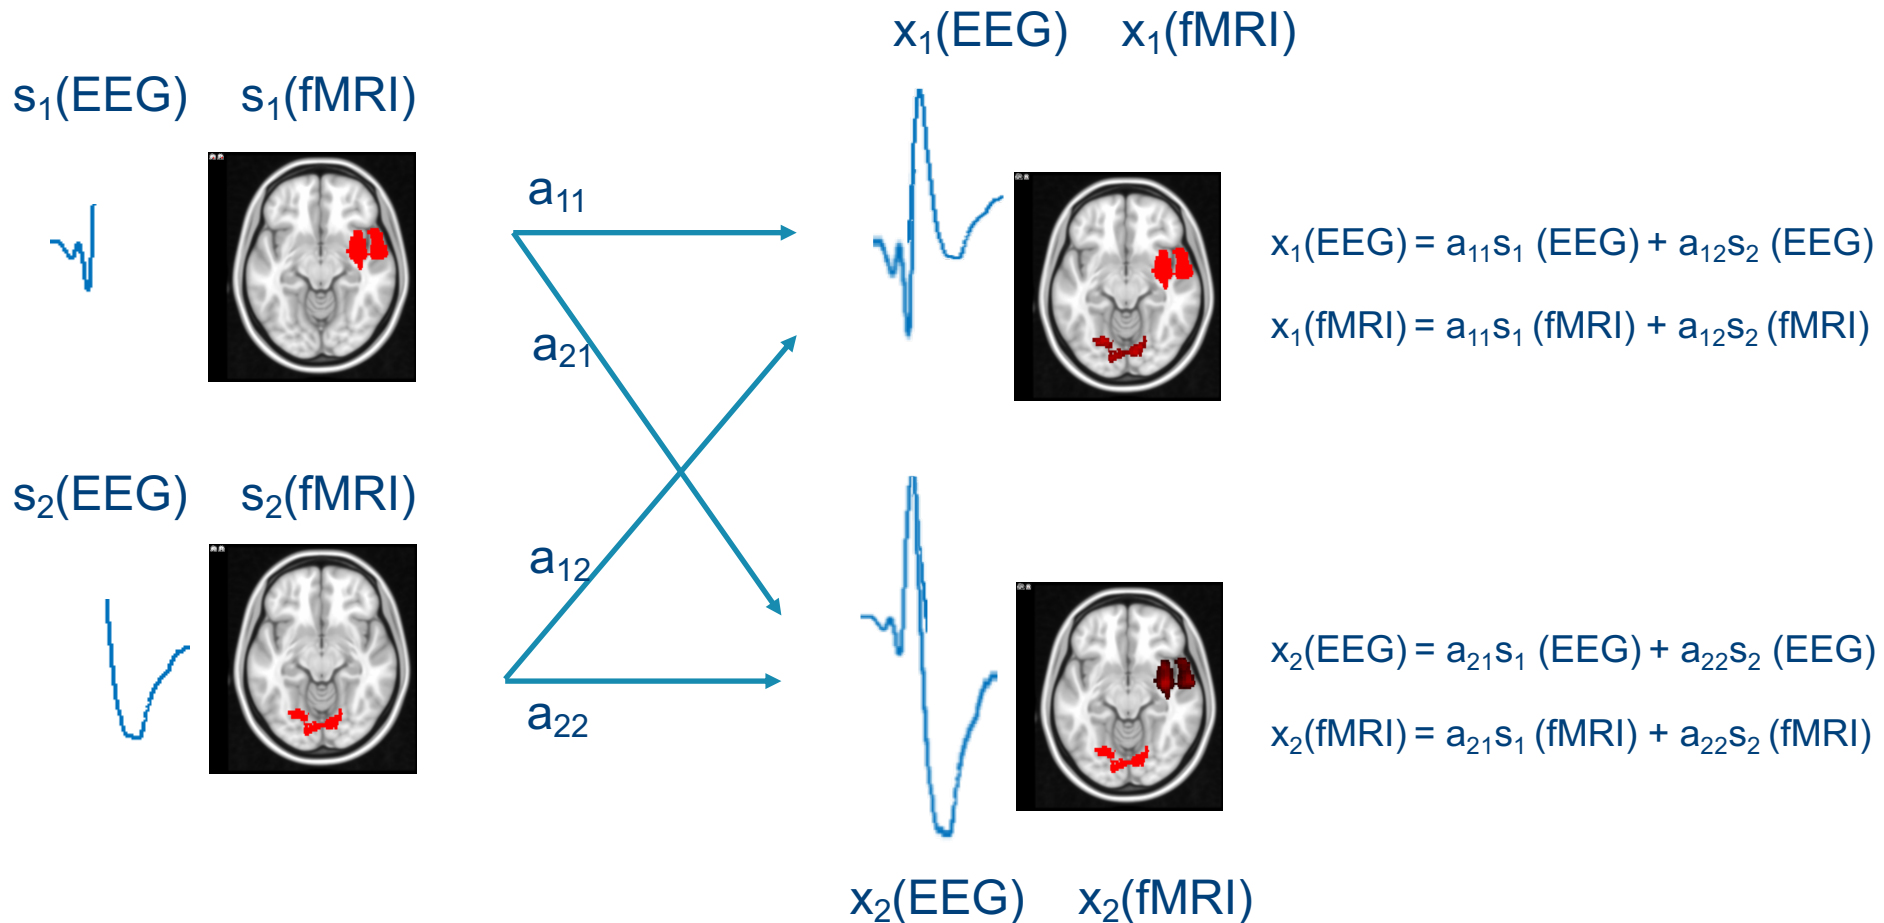 x₁(EEG) x₁(fMRI)
s₁(EEG) s₁(fMRI)
a₁₁
x₁(EEG) = a₁₁s₁ (EEG) + a₁₂s₂ (EEG)
x₁(fMRI) = a₁₁s₁ (fMRI) + a₁₂s₂ (fMRI)
a₂₁
s₂(EEG) s₂(fMRI)
a₁₂
x₂(EEG) = a₂₁s₁ (EEG) + a₂₂s₂ (EEG)
a₂₂
x₂(fMRI) = a₂₁s₁ (fMRI) + a₂₂s₂ (fMRI)
x₂(EEG) x₂(fMRI)